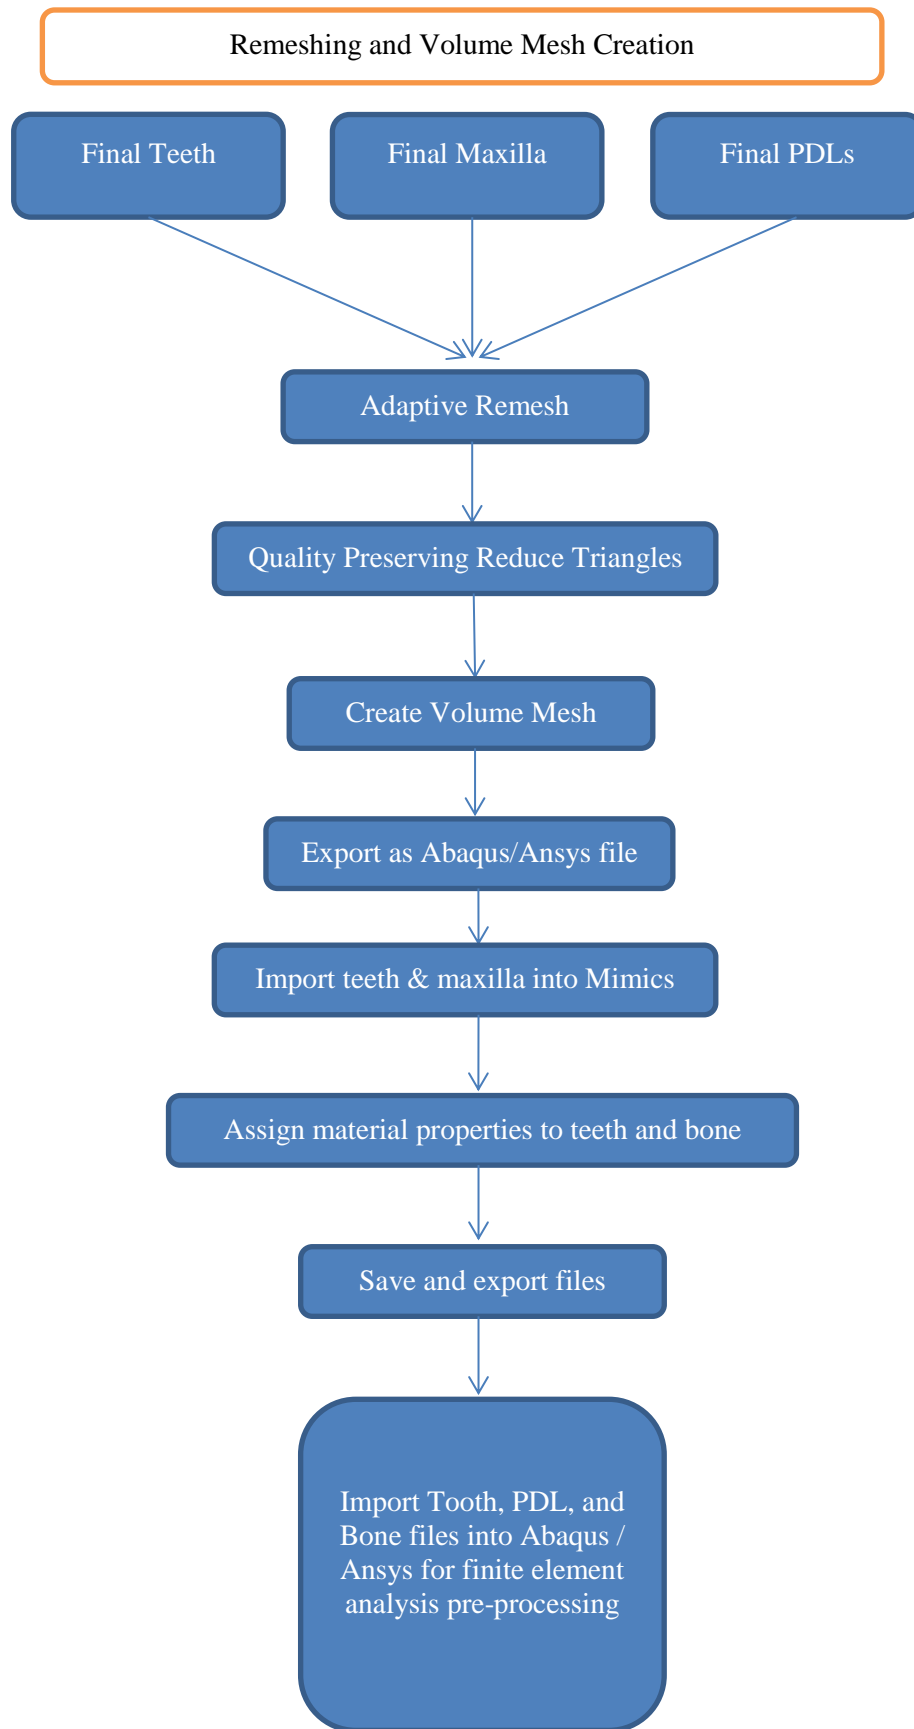 Remeshing and Volume Mesh Creation
Final Teeth
Final Maxilla
Final PDLs
Adaptive Remesh
Quality Preserving Reduce Triangles
Create Volume Mesh
Export as Abaqus/Ansys file
Import teeth & maxilla into Mimics
Assign material properties to teeth and bone
Save and export files
Import Tooth, PDL, and
Bone files into Abaqus /
Ansys for finite element
analysis pre-processing